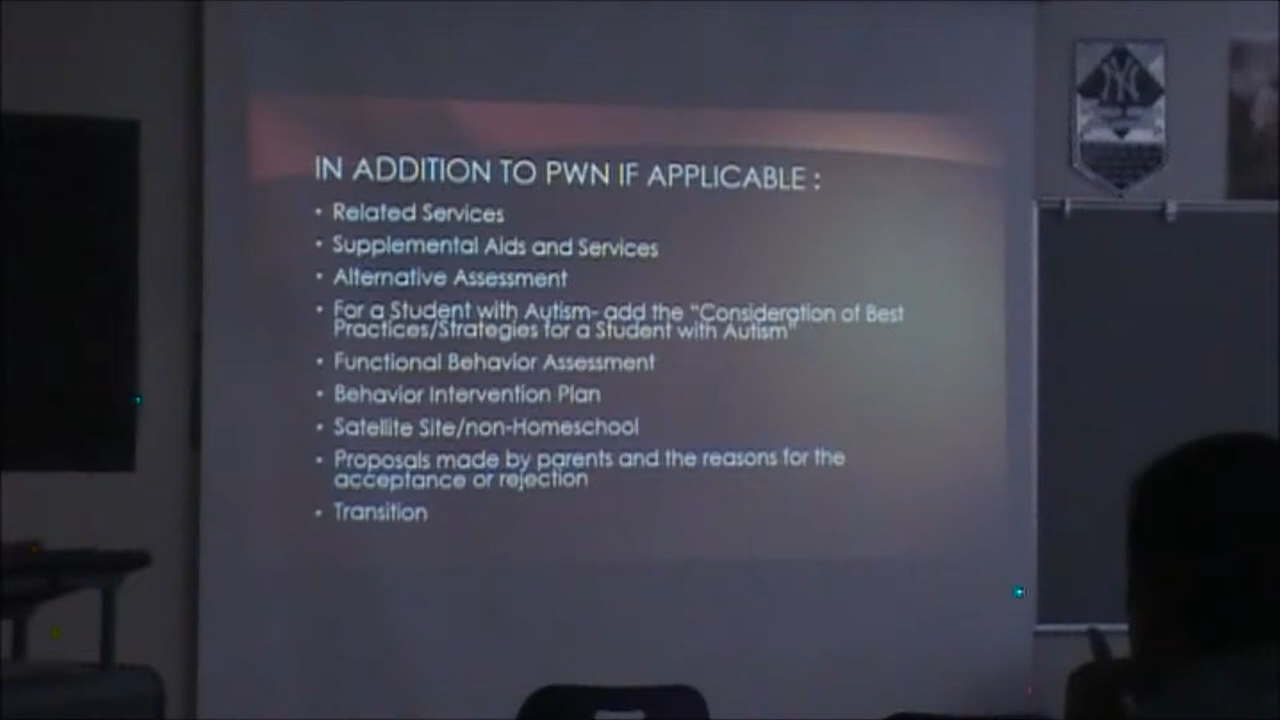 IN ADDITION TO PWN IF APPLICABLE :
• Related Services
• Supplemental Aids and Services
• Alternative Assessment
• For a Student with Autism- add the "Consideration of Best
Practices/Strategies for a Student with Autism"
• Functional Behavior Assessment
• Behavior Intervention Plan
• Satellite Site/non-Homeschool
• Proposals made by parents and the reasons for the
acceptance or rejection
• Transition
NY